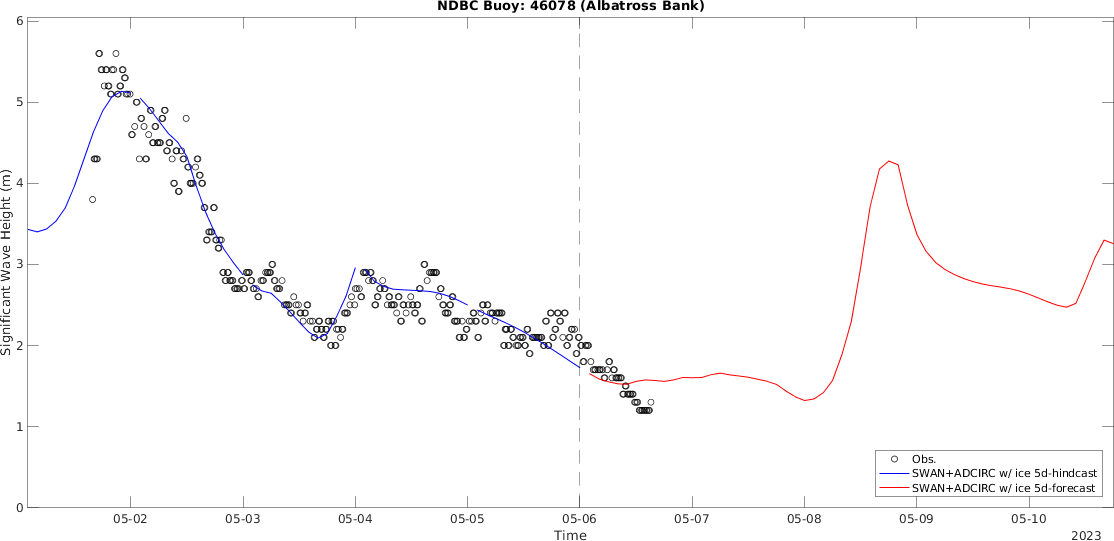 NDBC Buoy: 46078 (Albatross Bank)
6
5
4
3
2
1
0
Significant Wave Height (m)
Obs.
SWAN+ADCIRC w/ ice 5d-hindcast
SWAN+ADCIRC w/ ice 5d-forecast
05-02 05-03 05-04 05-05 05-06 05-07 05-08 05-09 05-10
Time 2023